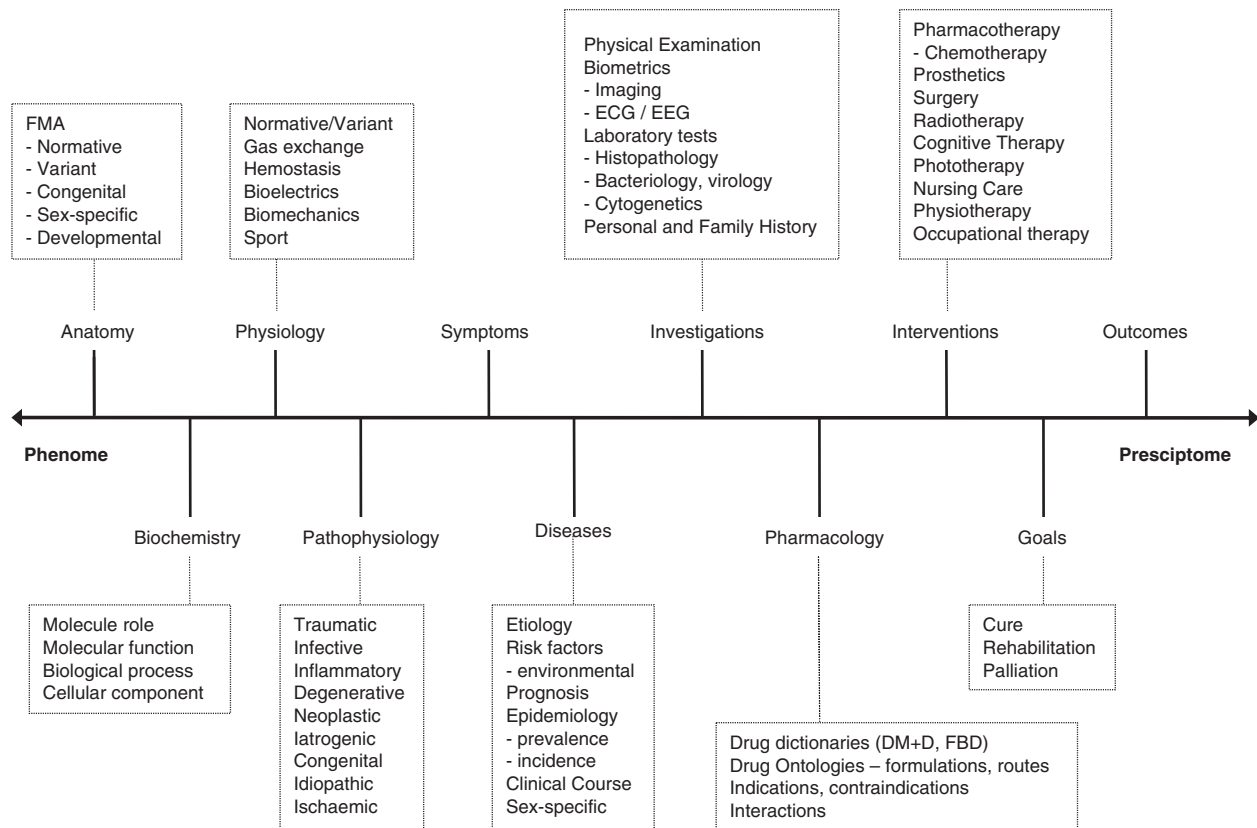 FMA
- Normative
- Variant
- Congenital
- Sex-specific
- Developmental
Normative/Variant
Gas exchange
Hemostasis
Bioelectrics
Biomechanics
Sport
Physical Examination
Biometrics
- Imaging
- ECG / EEG
Laboratory tests
- Histopathology
- Bacteriology, virology
- Cytogenetics
Personal and Family History
Pharmacotherapy
- Chemotherapy
Prosthetics
Surgery
Radiotherapy
Cognitive Therapy
Phototherapy
Nursing Care
Physiotherapy
Occupational therapy
Anatomy
Physiology
Symptoms
Investigations
Interventions
Outcomes
Phenome
Presciptome
Biochemistry
Pathophysiology
Diseases
Pharmacology
Goals
Molecule role
Molecular function
Biological process
Cellular component
Traumatic
Infective
Inflammatory
Degenerative
Neoplastic
Iatrogenic
Congenital
Idiopathic
Ischaemic
Etiology
Risk factors
- environmental
Prognosis
Epidemiology
- prevalence
- incidence
Clinical Course
Sex-specific
Drug dictionaries (DM+D, FBD)
Drug Ontologies – formulations, routes
Indications, contraindications
Interactions
Cure
Rehabilitation
Palliation